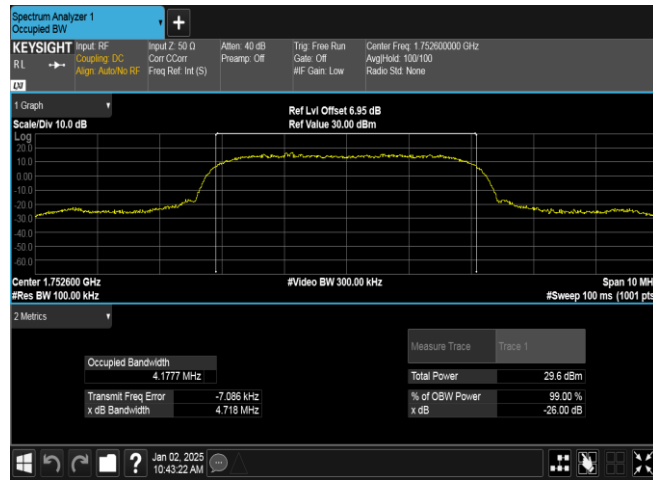 Spectrum Analyzer 1
Occupied BW
+
KEYSIGHT Input: RF Input Z: 50 Ω Atten: 40 dB Trig: Free Run Center Freq: 1.752600000 GHz
RL Coupling: DC Corr CCorr Preamp: Off Gate: Off Avg|Hold: 100/100
Align: Auto/No RF Freq Ref: Int (S) #IF Gain: Low Radio Std: None
LXI
1 Graph
Ref Lvl Offset 6.95 dB
Scale/Div 10.0 dB Ref Value 30.00 dBm
Log
20.0
10.0
0.00
-10.0
-20.0
-30.0
-40.0
-50.0
-60.0
Center 1.752600 GHz #Video BW 300.00 kHz Span 10 MH
#Res BW 100.00 kHz #Sweep 100 ms (1001 pts
2 Metrics
Measure Trace Trace 1
Occupied Bandwidth
4.1777 MHz Total Power 29.6 dBm
Transmit Freq Error -7.086 kHz % of OBW Power 99.00 %
x dB Bandwidth 4.718 MHz x dB -26.00 dB
? Jan 02, 2025
10:43:22 AM